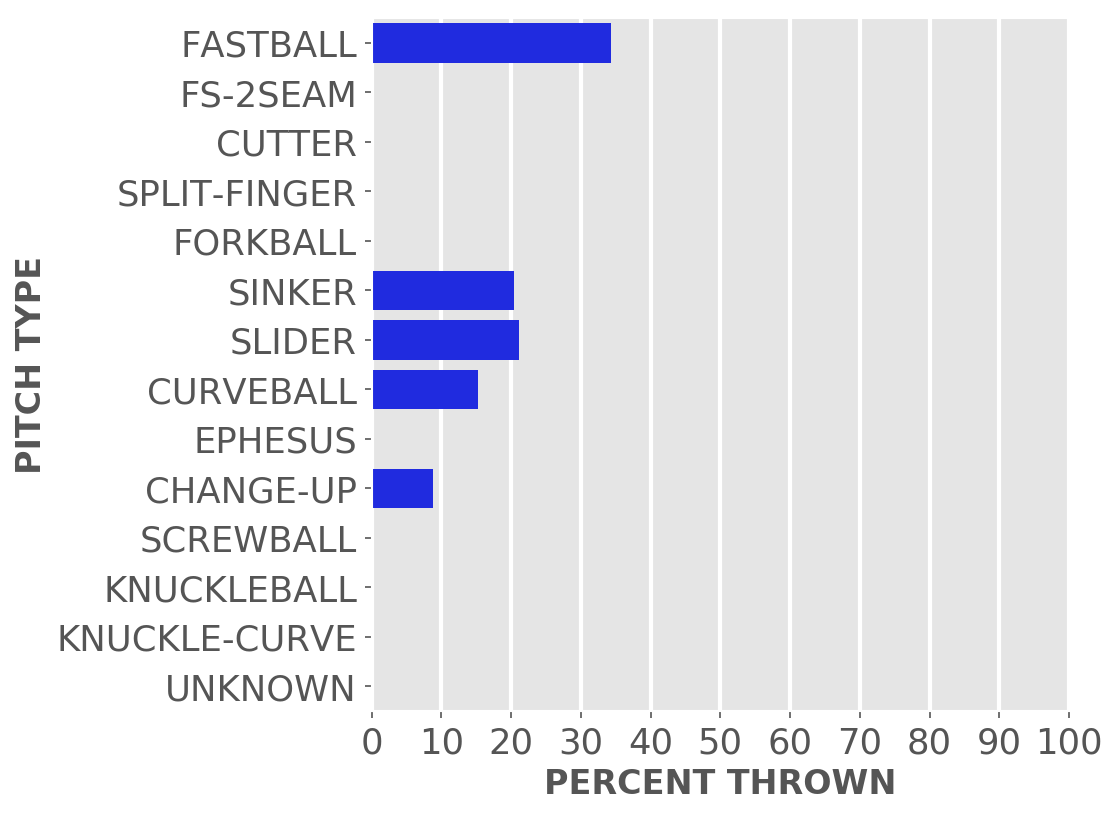 FASTBALL
FS-2SEAM
CUTTER
SPLIT-FINGER
FORKBALL
SINKER
SLIDER
CURVEBALL
EPHESUS
CHANGE-UP
SCREWBALL
KNUCKLEBALL
KNUCKLE-CURVE
UNKNOWN
PITCH TYPE
0 10 20 30 40 50 60 70 80 90 100
PERCENT THROWN